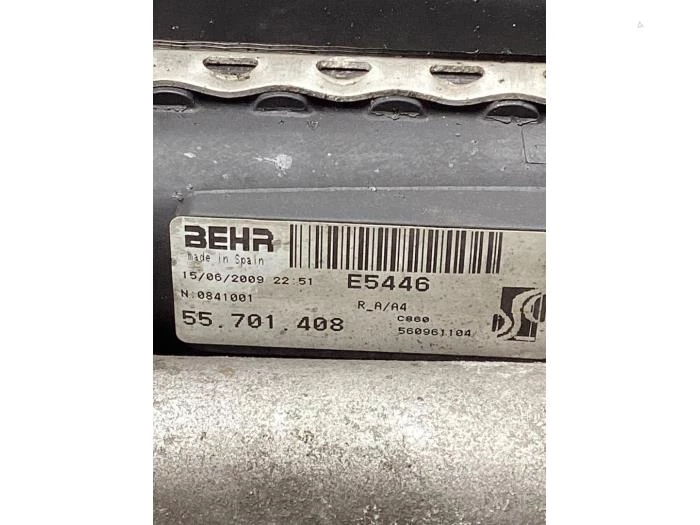 BEHR
made in Spain
15/06/2009 22:51 E5446
N:0841001 R_A/A4
55.701.408 C860
560961104